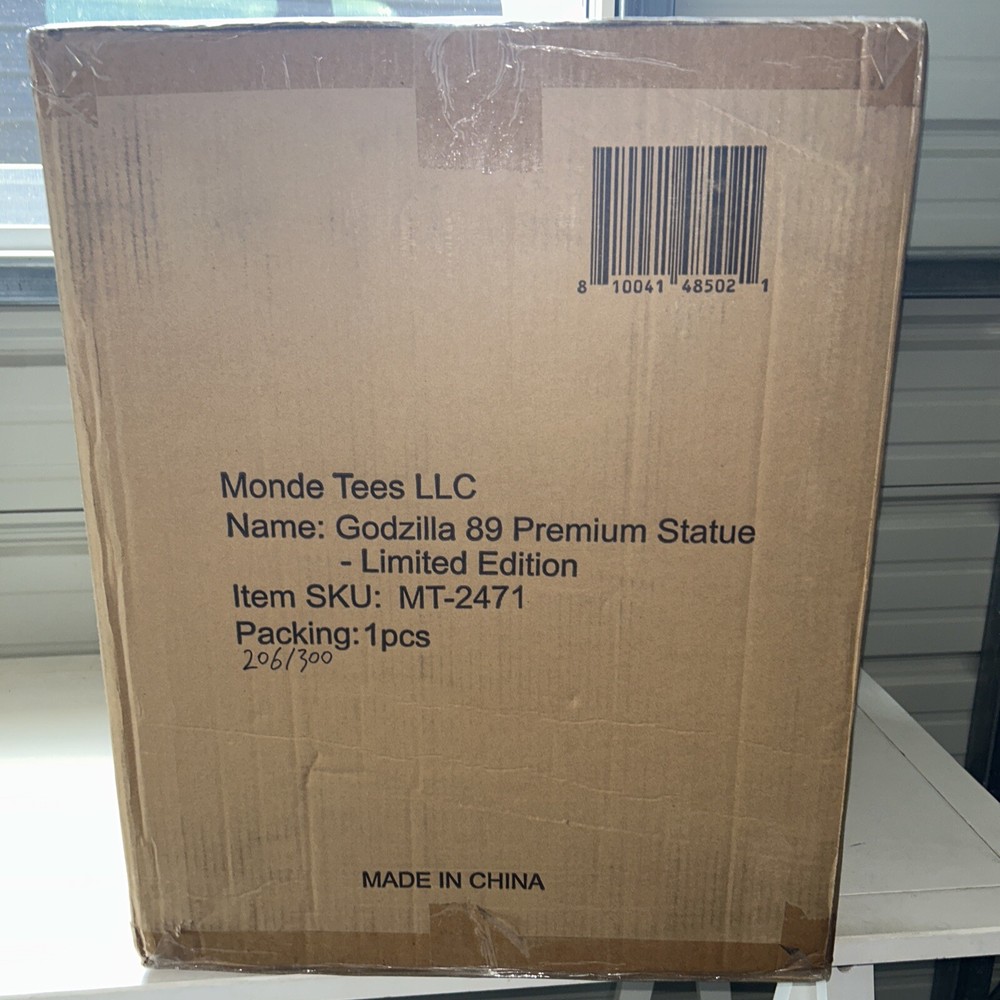 8 10041 48502 1
Monde Tees LLC
Name: Godzilla 89 Premium Statue
- Limited Edition
Item SKU: MT-2471
Packing:1pcs
206/300
MADE IN CHINA